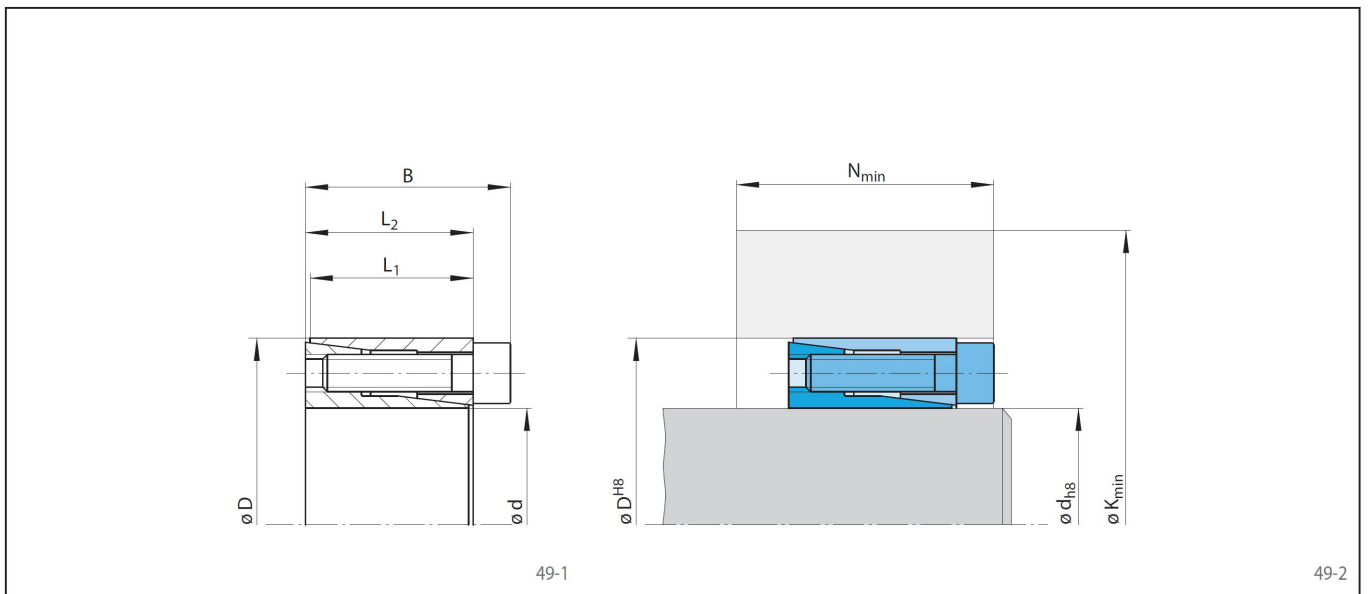 B
L₂
L₁
ø D
ø d
49-1
Nmin
ø Dᴴ⁸
ø dh8
ø Kmin
49-2